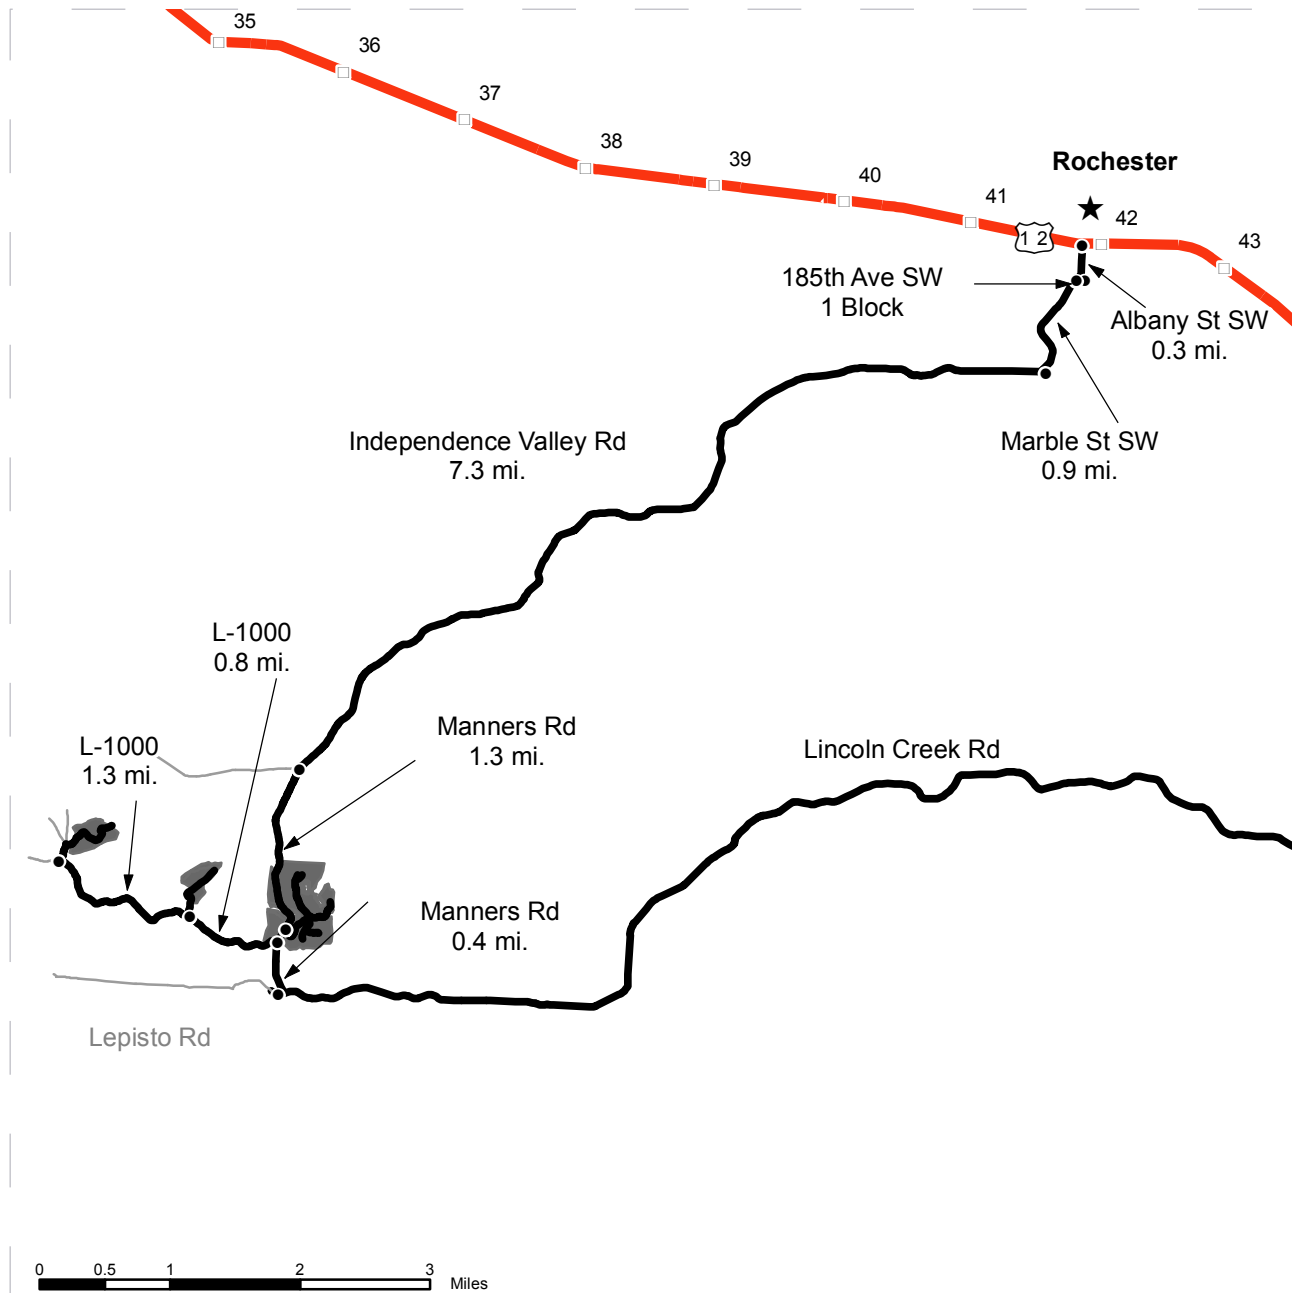 35
36
37
38
39
40
41
42
43
Rochester
1 2
185th Ave SW
1 Block
Albany St SW
0.3 mi.
Marble St SW
0.9 mi.
Independence Valley Rd
7.3 mi.
L-1000
0.8 mi.
L-1000
1.3 mi.
Manners Rd
1.3 mi.
Lincoln Creek Rd
Manners Rd
0.4 mi.
Lepisto Rd
0 0.5 1 2 3
Miles